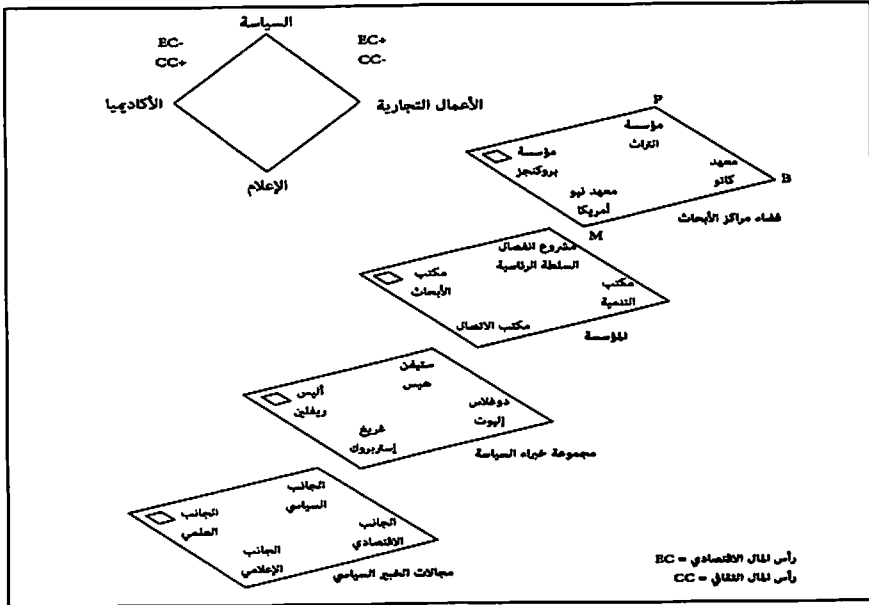 السياسة
EC-
CC+
EC+
CC-
الأكاديميا
الأعمال التجارية
الإعلام
P
مؤسسة
التراث
مؤسسة
بروكنجز
معهد
كاتو
B
معهد نيو
أمريكا
M
فضاء مراكز الأبحاث
مشروع انفصال
السلطة الرئاسية
مكتب
الأبحاث
مكتب
التنمية
مكتب الاتصال
المؤسسة
ستيفن
هيس
أليس
ريفلين
دوغلاس
إليوت
غريغ
إستربروك
مجموعة خبراء السياسة
الجانب
السياسي
الجانب
العلمي
الجانب
الاقتصادي
الجانب
الإعلامي
مجالات الخبير السياسي
رأس المال الاقتصادي = EC
رأس المال الثقافي = CC